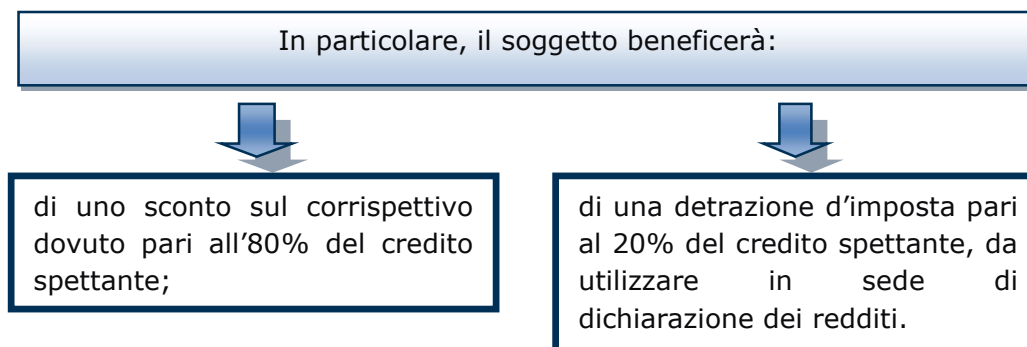 In particolare, il soggetto beneficerà:
di uno sconto sul corrispettivo
dovuto pari all’80% del credito
spettante;
di una detrazione d’imposta pari
al 20% del credito spettante, da
utilizzare in sede di
dichiarazione dei redditi.